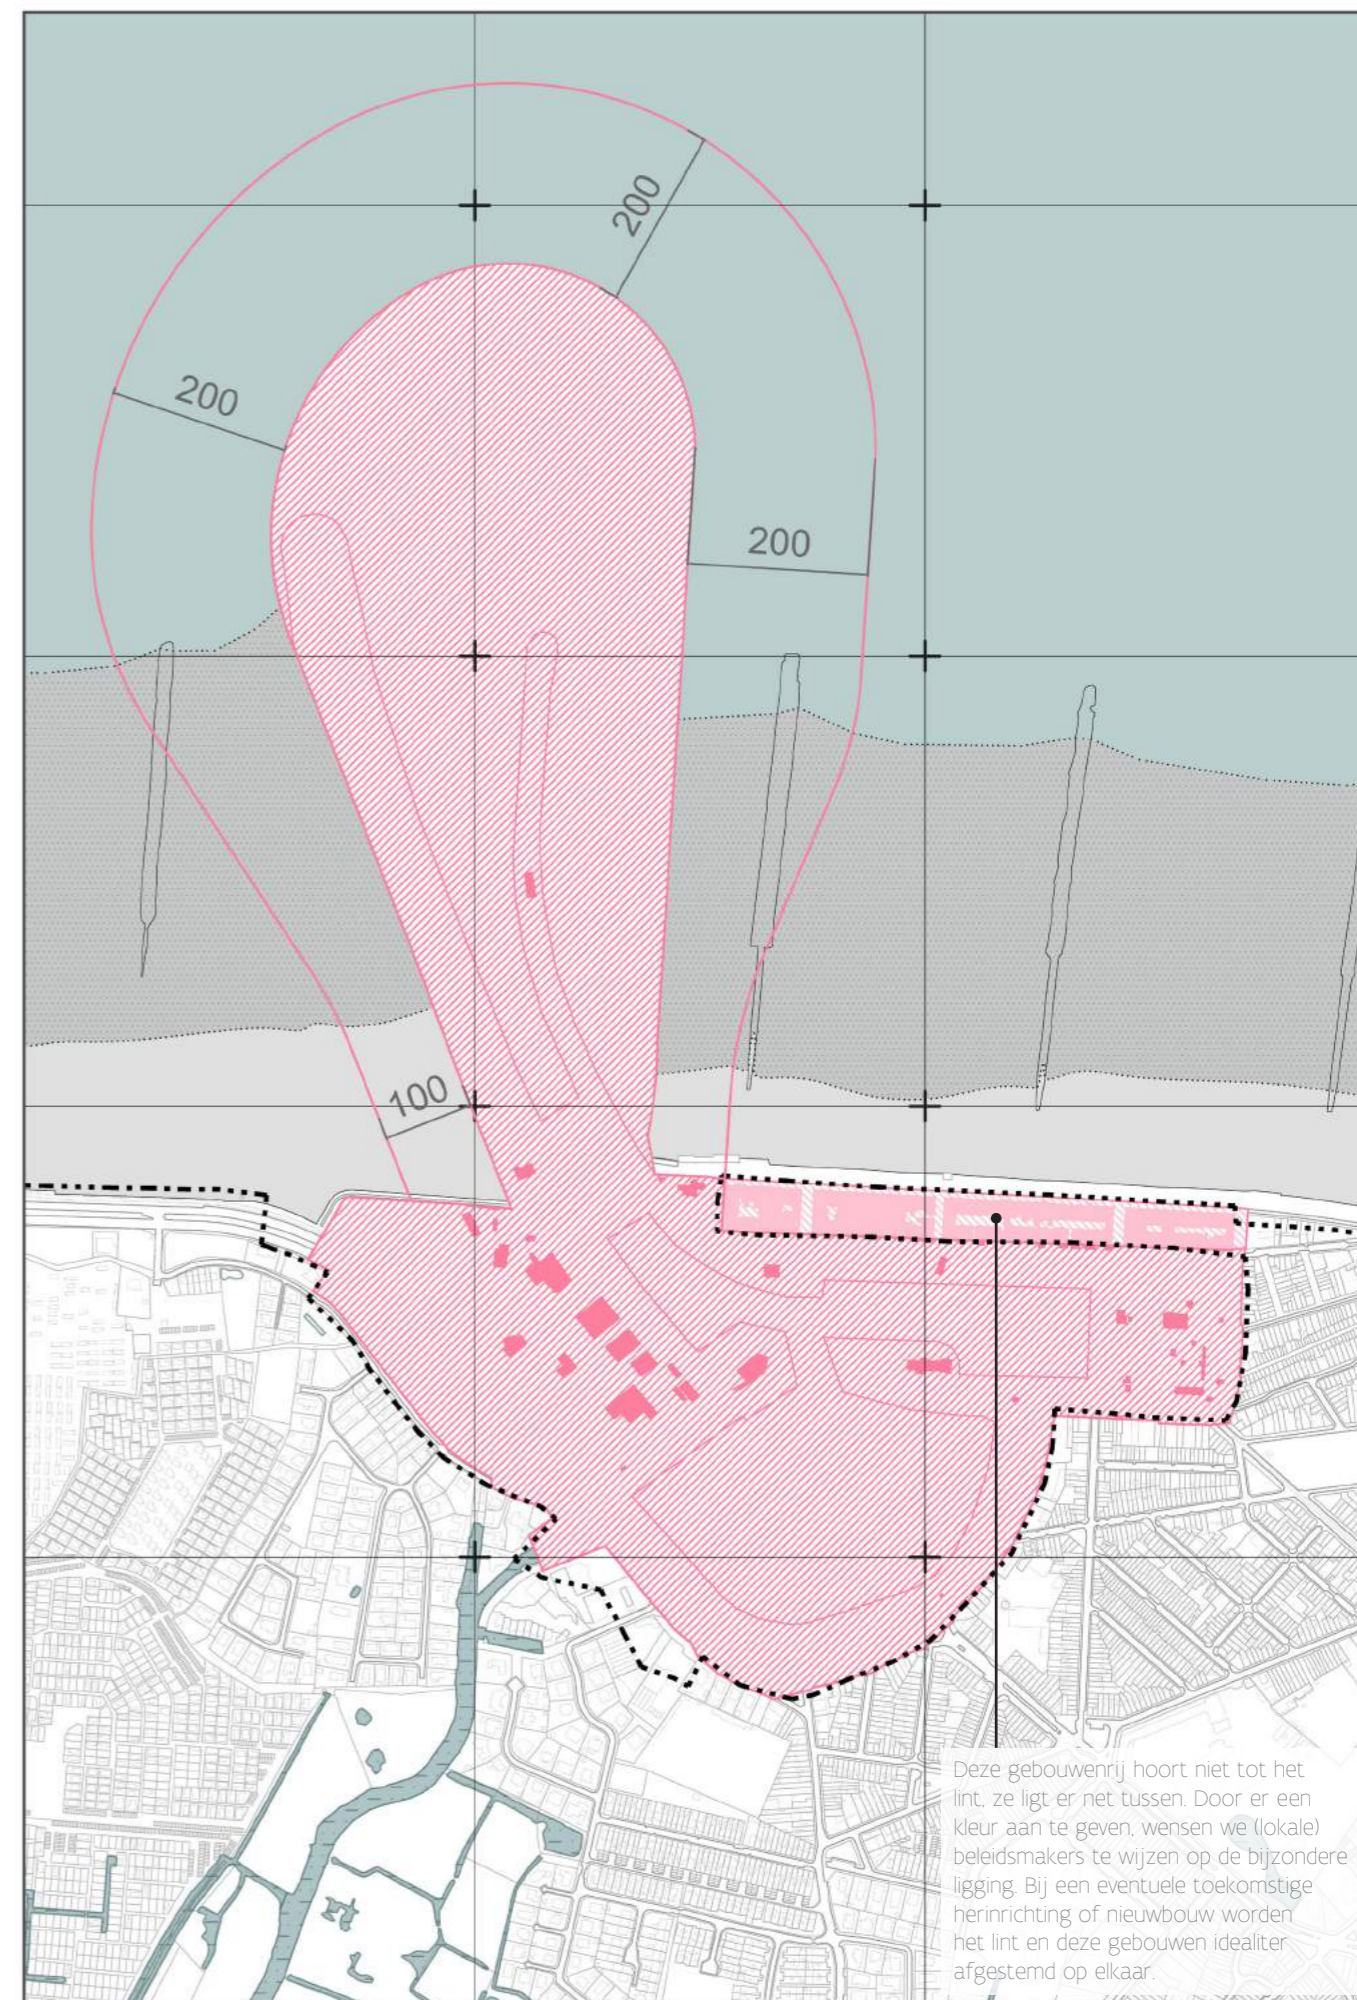 200
200
200
100
Deze gebouwenrij hoort niet tot het
lint, ze ligt er net tussen. Door er een
kleur aan te geven, wensen we (lokale)
beleidsmakers te wijzen op de bijzondere
ligging. Bij een eventuele toekomstige
herinrichting of nieuwbouw worden
het lint en deze gebouwen idealiter
afgestemd op elkaar.